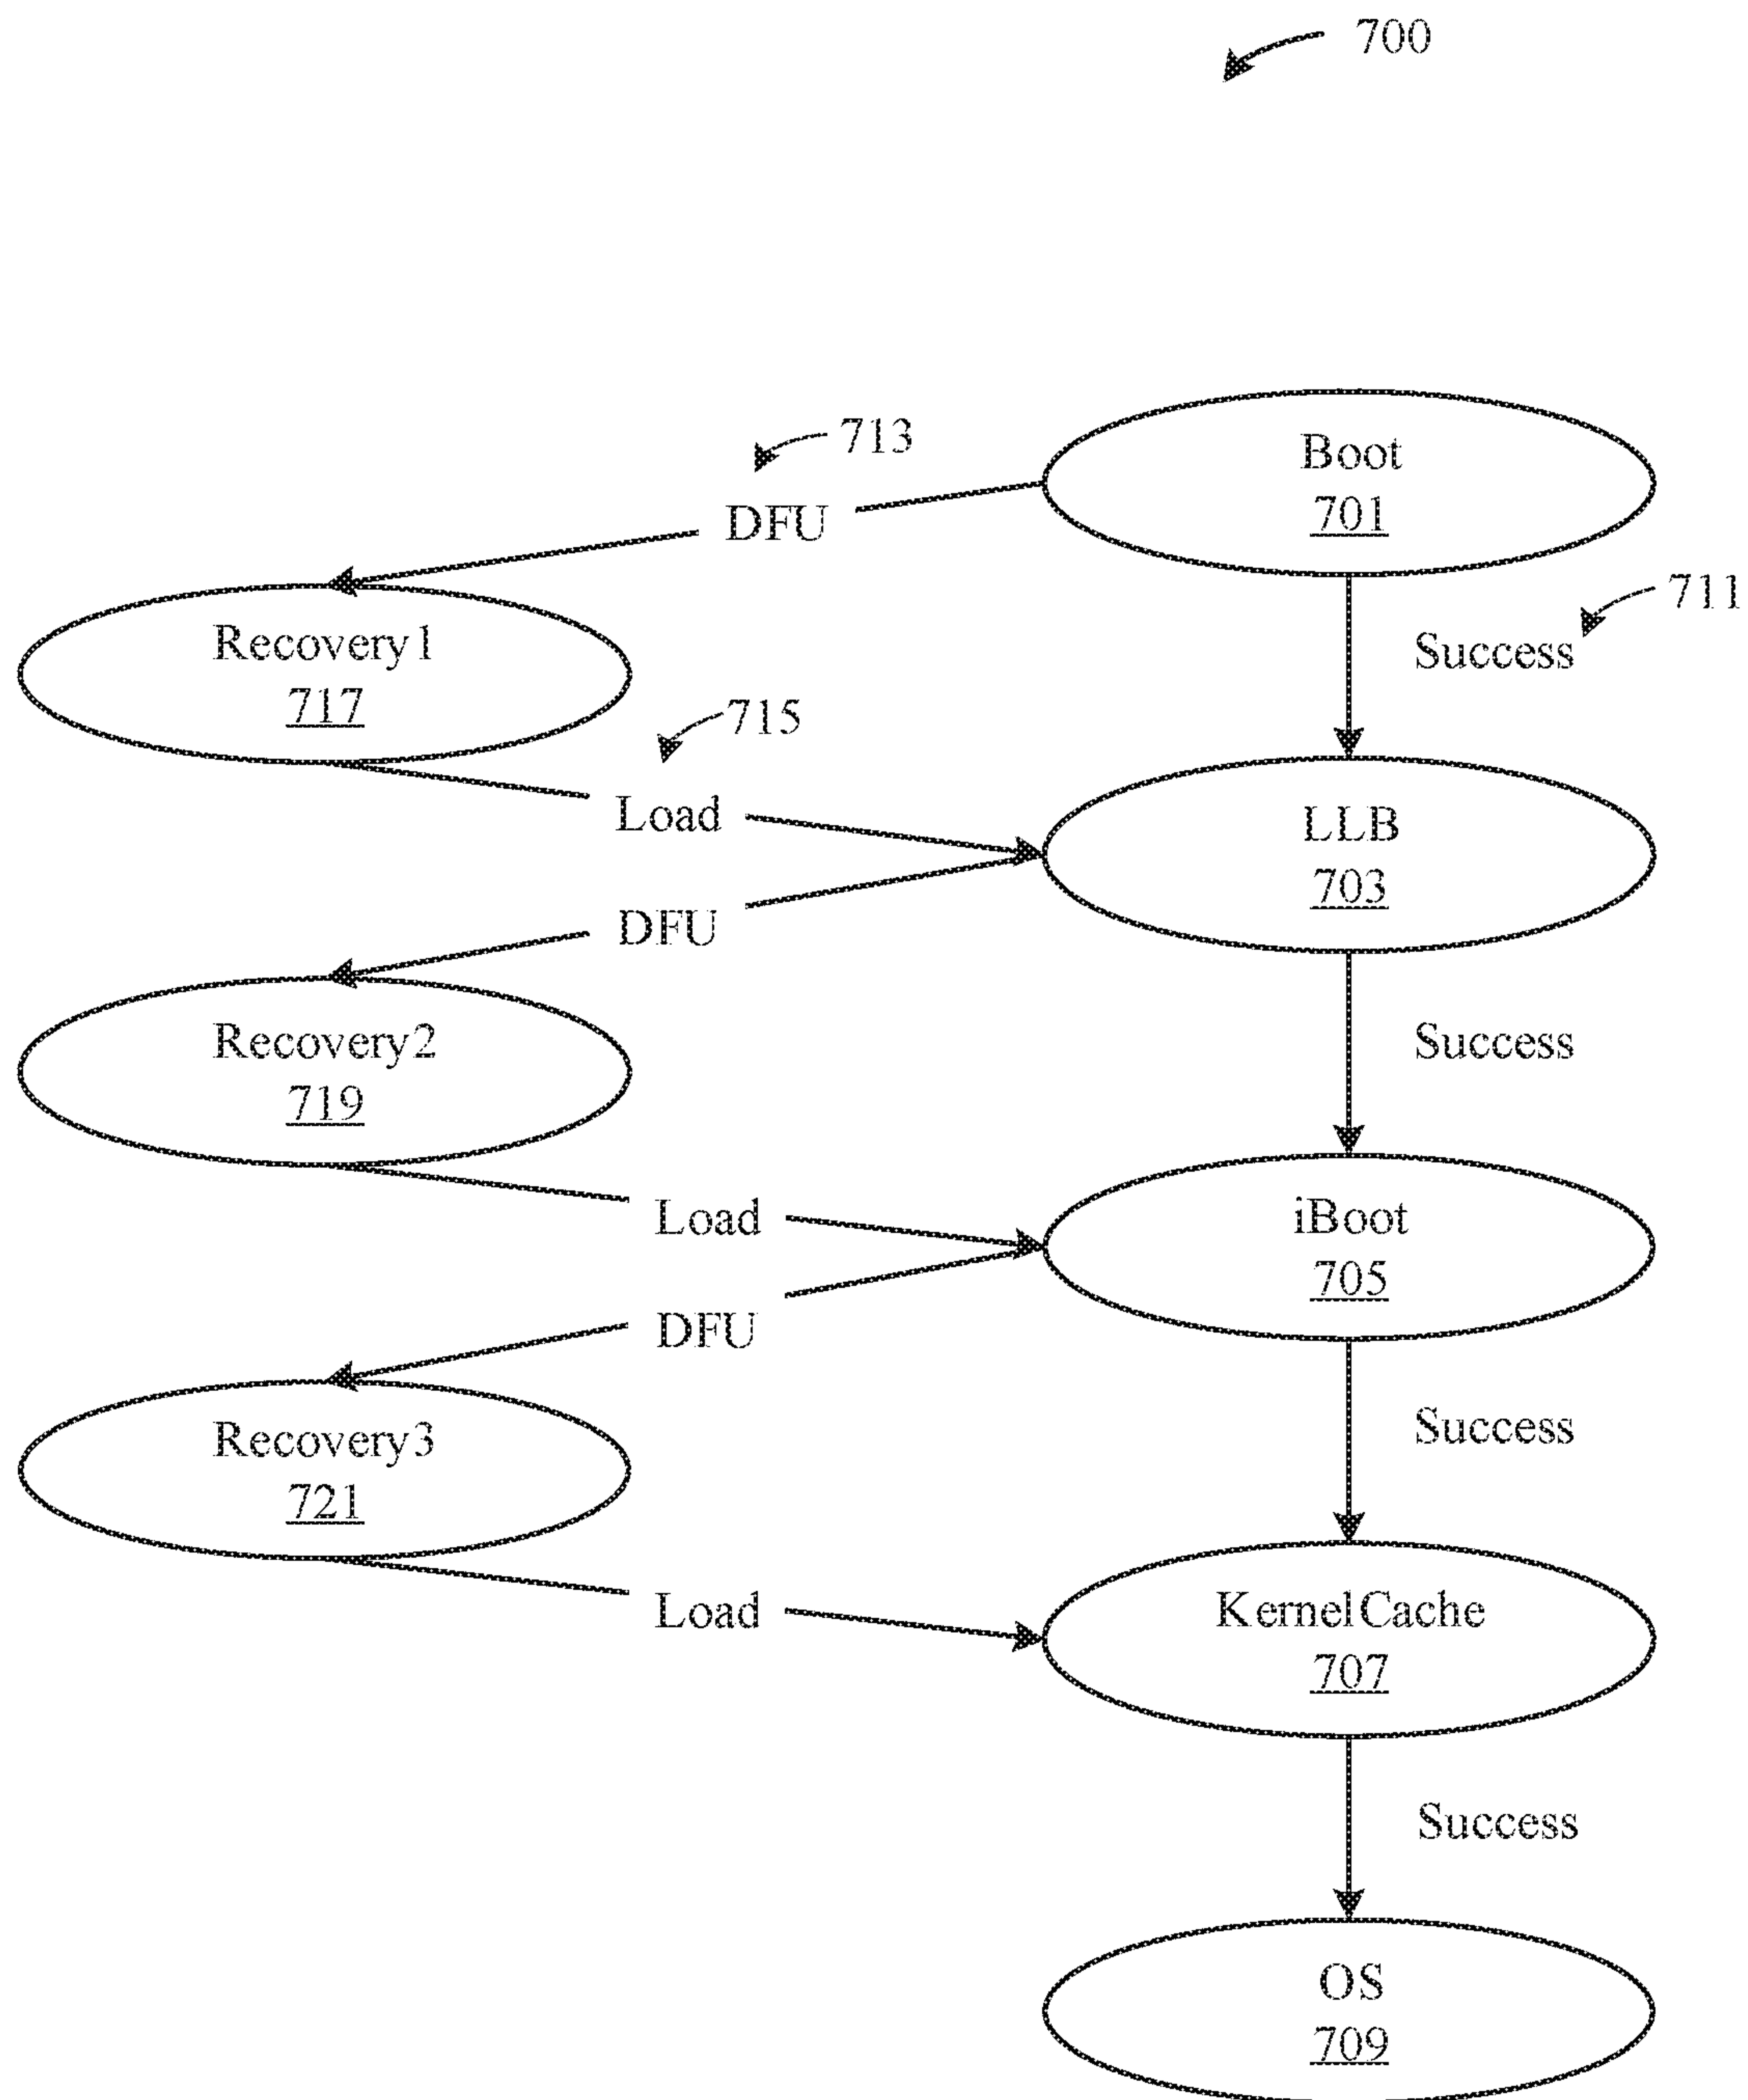 700
713
Boot
701
DFU
711
Success
Recovery1
717
715
Load
LLB
703
DFU
Recovery2
719
Success
Load
iBoot
705
DFU
Recovery3
721
Success
Load
KernelCache
707
Success
OS
709